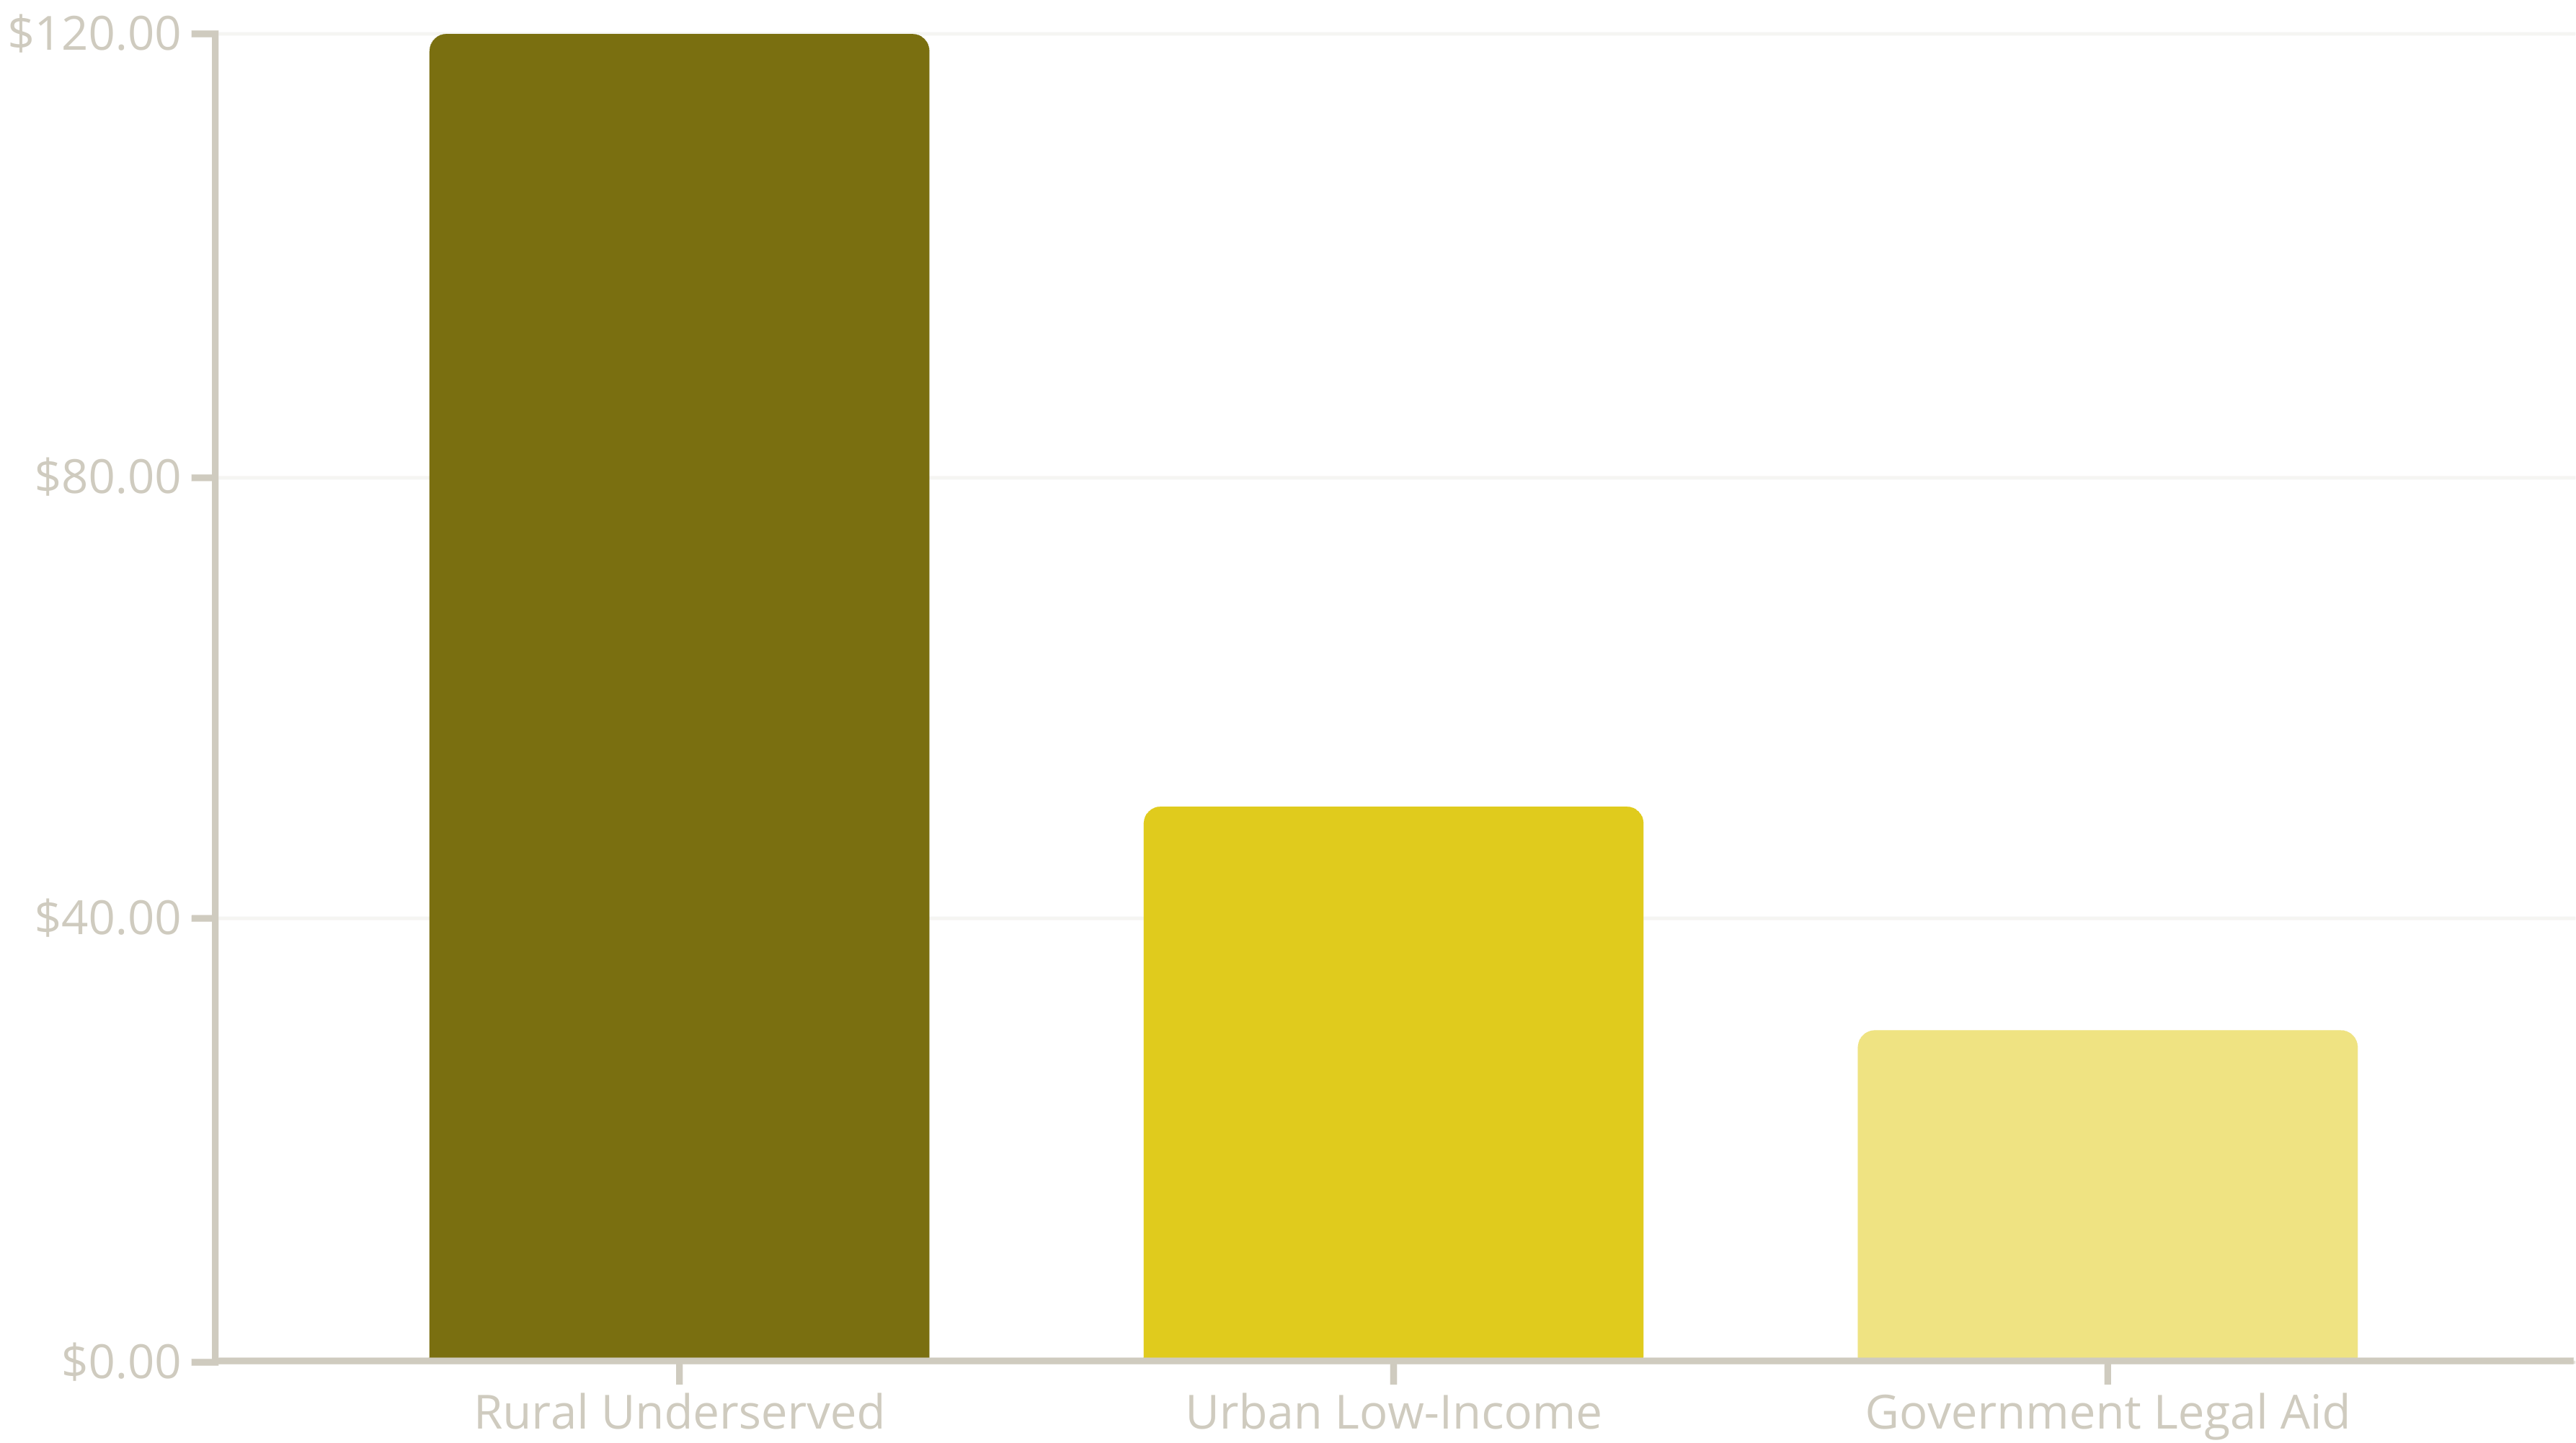 $120.00
$80.00
$40.00
$0.00
Rural Underserved
Urban Low-Income
Government Legal Aid